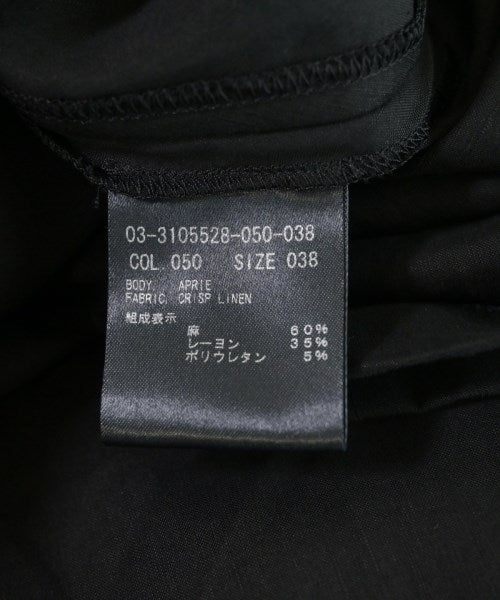 03-3105528-050-038
COL.050 SIZE 038
BODY. APRIE
FABRIC. CRISP LINEN
組成表示
麻 60%
レーヨン 35%
ポリウレタン 5%